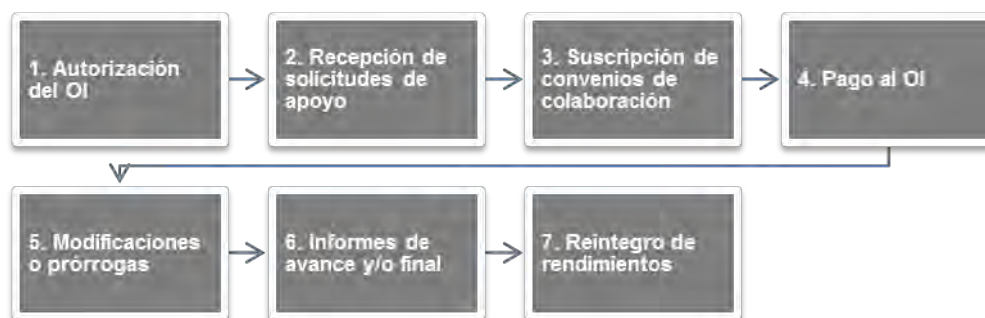 1. Autorización
del OI
2. Recepción de
solicitudes de
apoyo
3. Suscripción de
convenios de
colaboración
4. Pago al OI
5. Modificaciones
o prórrogas
6. Informes de
avance y/o final
7. Reintegro de
rendimientos